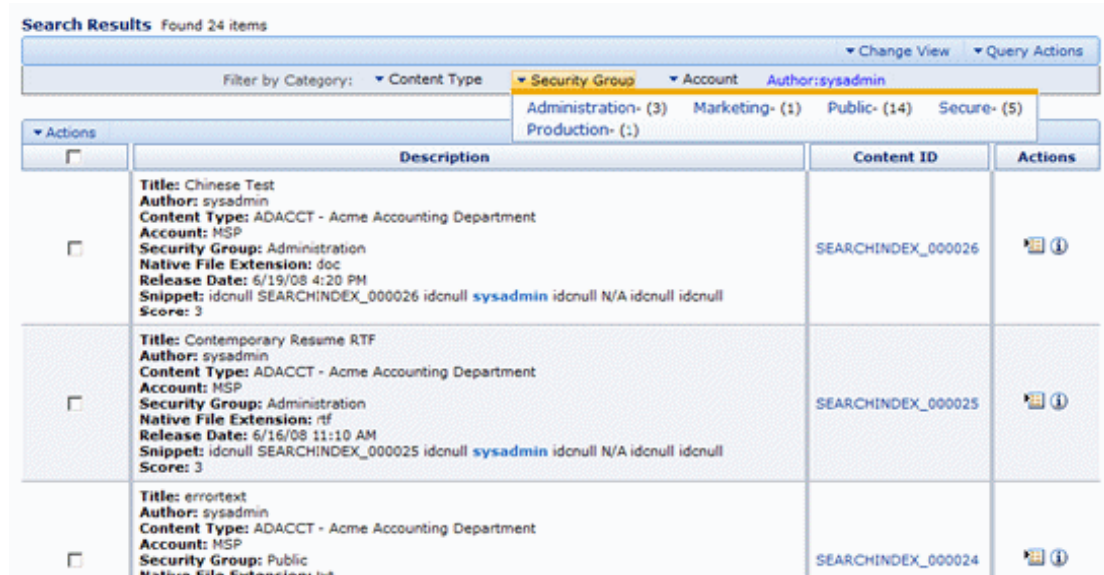 Search Results Found 24 items
Change View Query Actions
Filter by Category: Content Type Security Group Account Author:sysadmin
Administration- (3) Marketing- (1) Public- (14) Secure- (5)
Production- (1)
Actions
Description Content ID Actions
Title: Chinese Test
Author: sysadmin
Content Type: ADACCT - Acme Accounting Department
Account: MSP
Security Group: Administration
Native File Extension: doc
Release Date: 6/19/08 4:20 PM
Snippet: idcnull SEARCHINDEX_000026 idcnull sysadmin idcnull N/A idcnull idcnull
Score: 3
SEARCHINDEX_000026
Title: Contemporary Resume RTF
Author: sysadmin
Content Type: ADACCT - Acme Accounting Department
Account: MSP
Security Group: Administration
Native File Extension: rtf
Release Date: 6/16/08 11:10 AM
Snippet: idcnull SEARCHINDEX_000025 idcnull sysadmin idcnull N/A idcnull idcnull
Score: 3
SEARCHINDEX_000025
Title: errortext
Author: sysadmin
Content Type: ADACCT - Acme Accounting Department
Account: MSP
Security Group: Public
SEARCHINDEX_000024